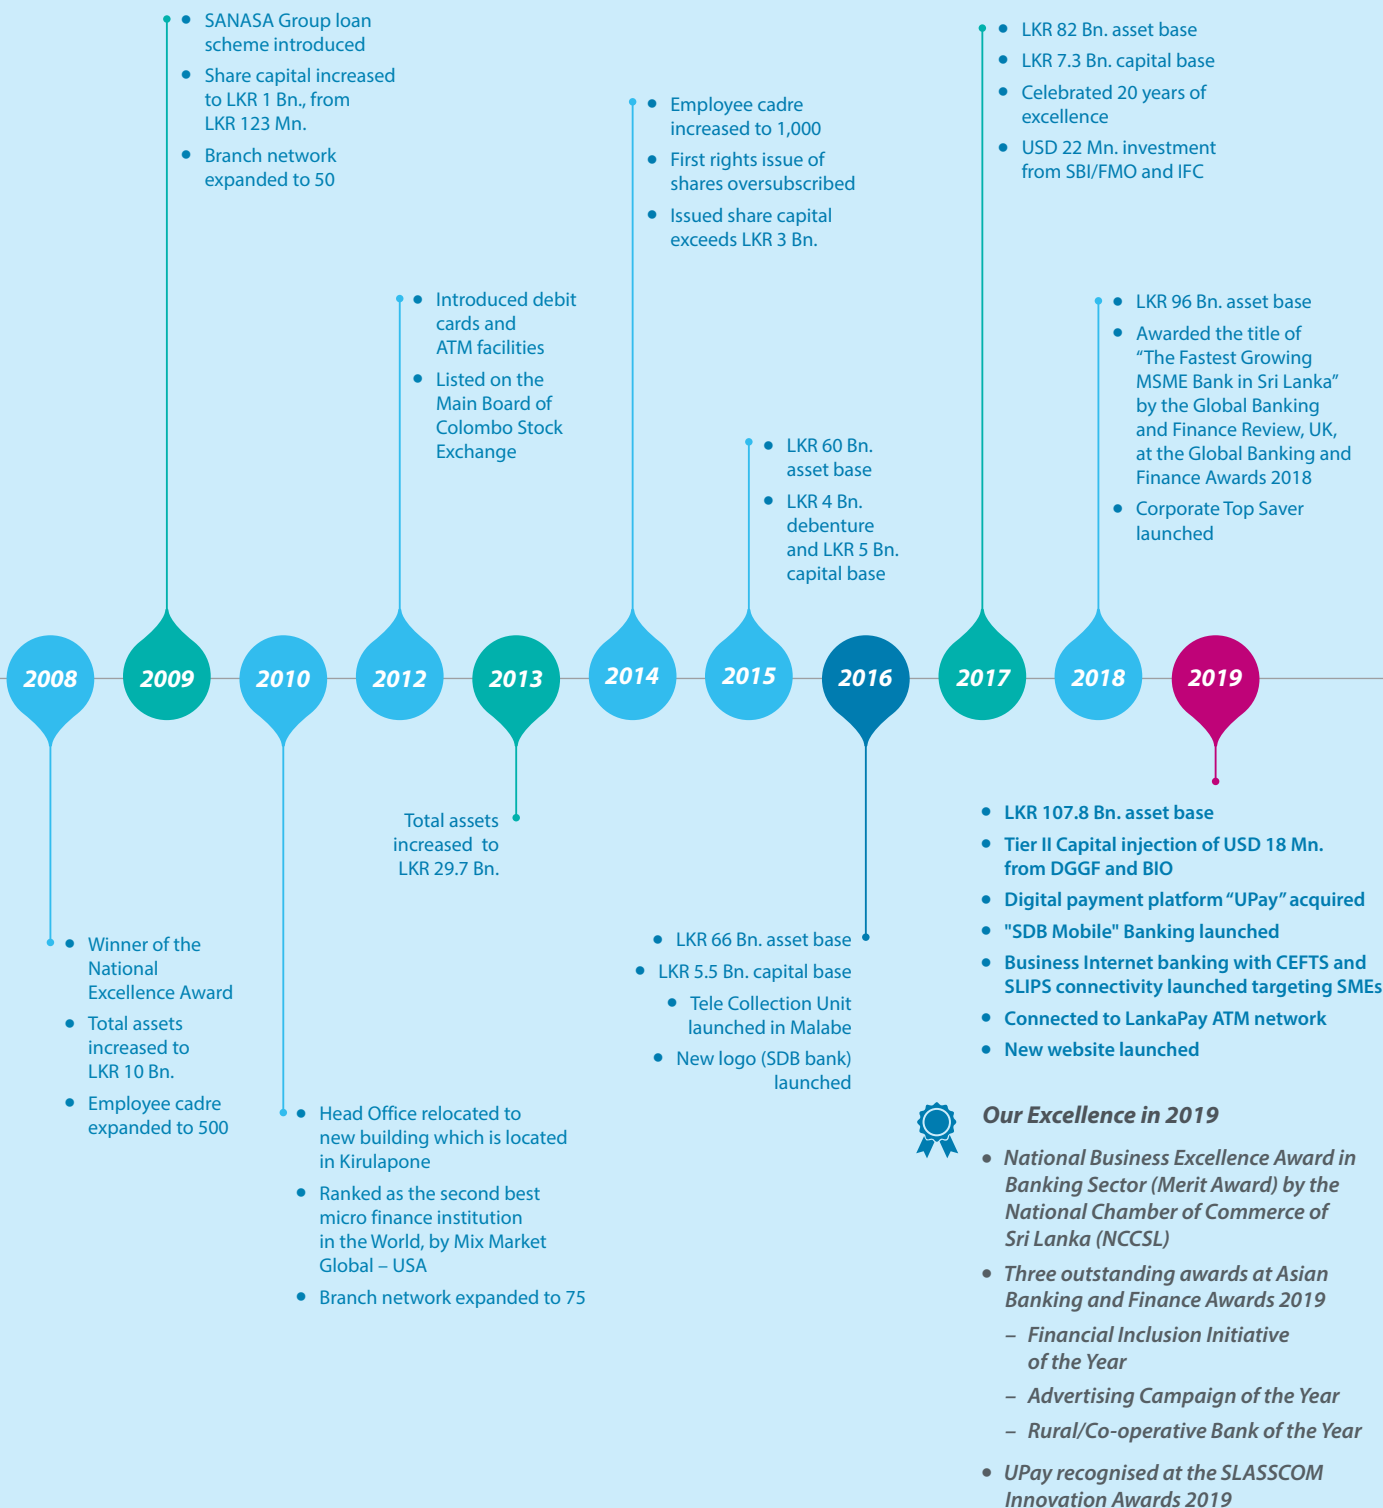 SANASA Group loan
scheme introduced
Share capital increased
to LKR 1 Bn., from
LKR 123 Mn.
Branch network
expanded to 50
Introduced debit
cards and
ATM facilities
Listed on the
Main Board of
Colombo Stock
Exchange
Employee cadre
increased to 1,000
First rights issue of
shares oversubscribed
Issued share capital
exceeds LKR 3 Bn.
LKR 60 Bn.
asset base
LKR 4 Bn.
debenture
and LKR 5 Bn.
capital base
LKR 82 Bn. asset base
LKR 7.3 Bn. capital base
Celebrated 20 years of
excellence
USD 22 Mn. investment
from SBI/FMO and IFC
LKR 96 Bn. asset base
Awarded the title of
“The Fastest Growing
MSME Bank in Sri Lanka”
by the Global Banking
and Finance Review, UK,
at the Global Banking and
Finance Awards 2018
Corporate Top Saver
launched
2008
2009
2010
2012
2013
2014
2015
2016
2017
2018
2019
Winner of the
National
Excellence Award
Total assets
increased to
LKR 10 Bn.
Employee cadre
expanded to 500
Head Office relocated to
new building which is located
in Kirulapone
Ranked as the second best
micro finance institution
in the World, by Mix Market
Global – USA
Branch network expanded to 75
Total assets
increased to
LKR 29.7 Bn.
LKR 66 Bn. asset base
LKR 5.5 Bn. capital base
Tele Collection Unit
launched in Malabe
New logo (SDB bank)
launched
LKR 107.8 Bn. asset base
Tier II Capital injection of USD 18 Mn.
from DGGF and BIO
Digital payment platform “UPay” acquired
"SDB Mobile" Banking launched
Business Internet banking with CEFTS and
SLIPS connectivity launched targeting SMEs
Connected to LankaPay ATM network
New website launched
Our Excellence in 2019
National Business Excellence Award in
Banking Sector (Merit Award) by the
National Chamber of Commerce of
Sri Lanka (NCCSL)
Three outstanding awards at Asian
Banking and Finance Awards 2019
– Financial Inclusion Initiative
of the Year
– Advertising Campaign of the Year
– Rural/Co-operative Bank of the Year
UPay recognised at the SLASSCOM
Innovation Awards 2019